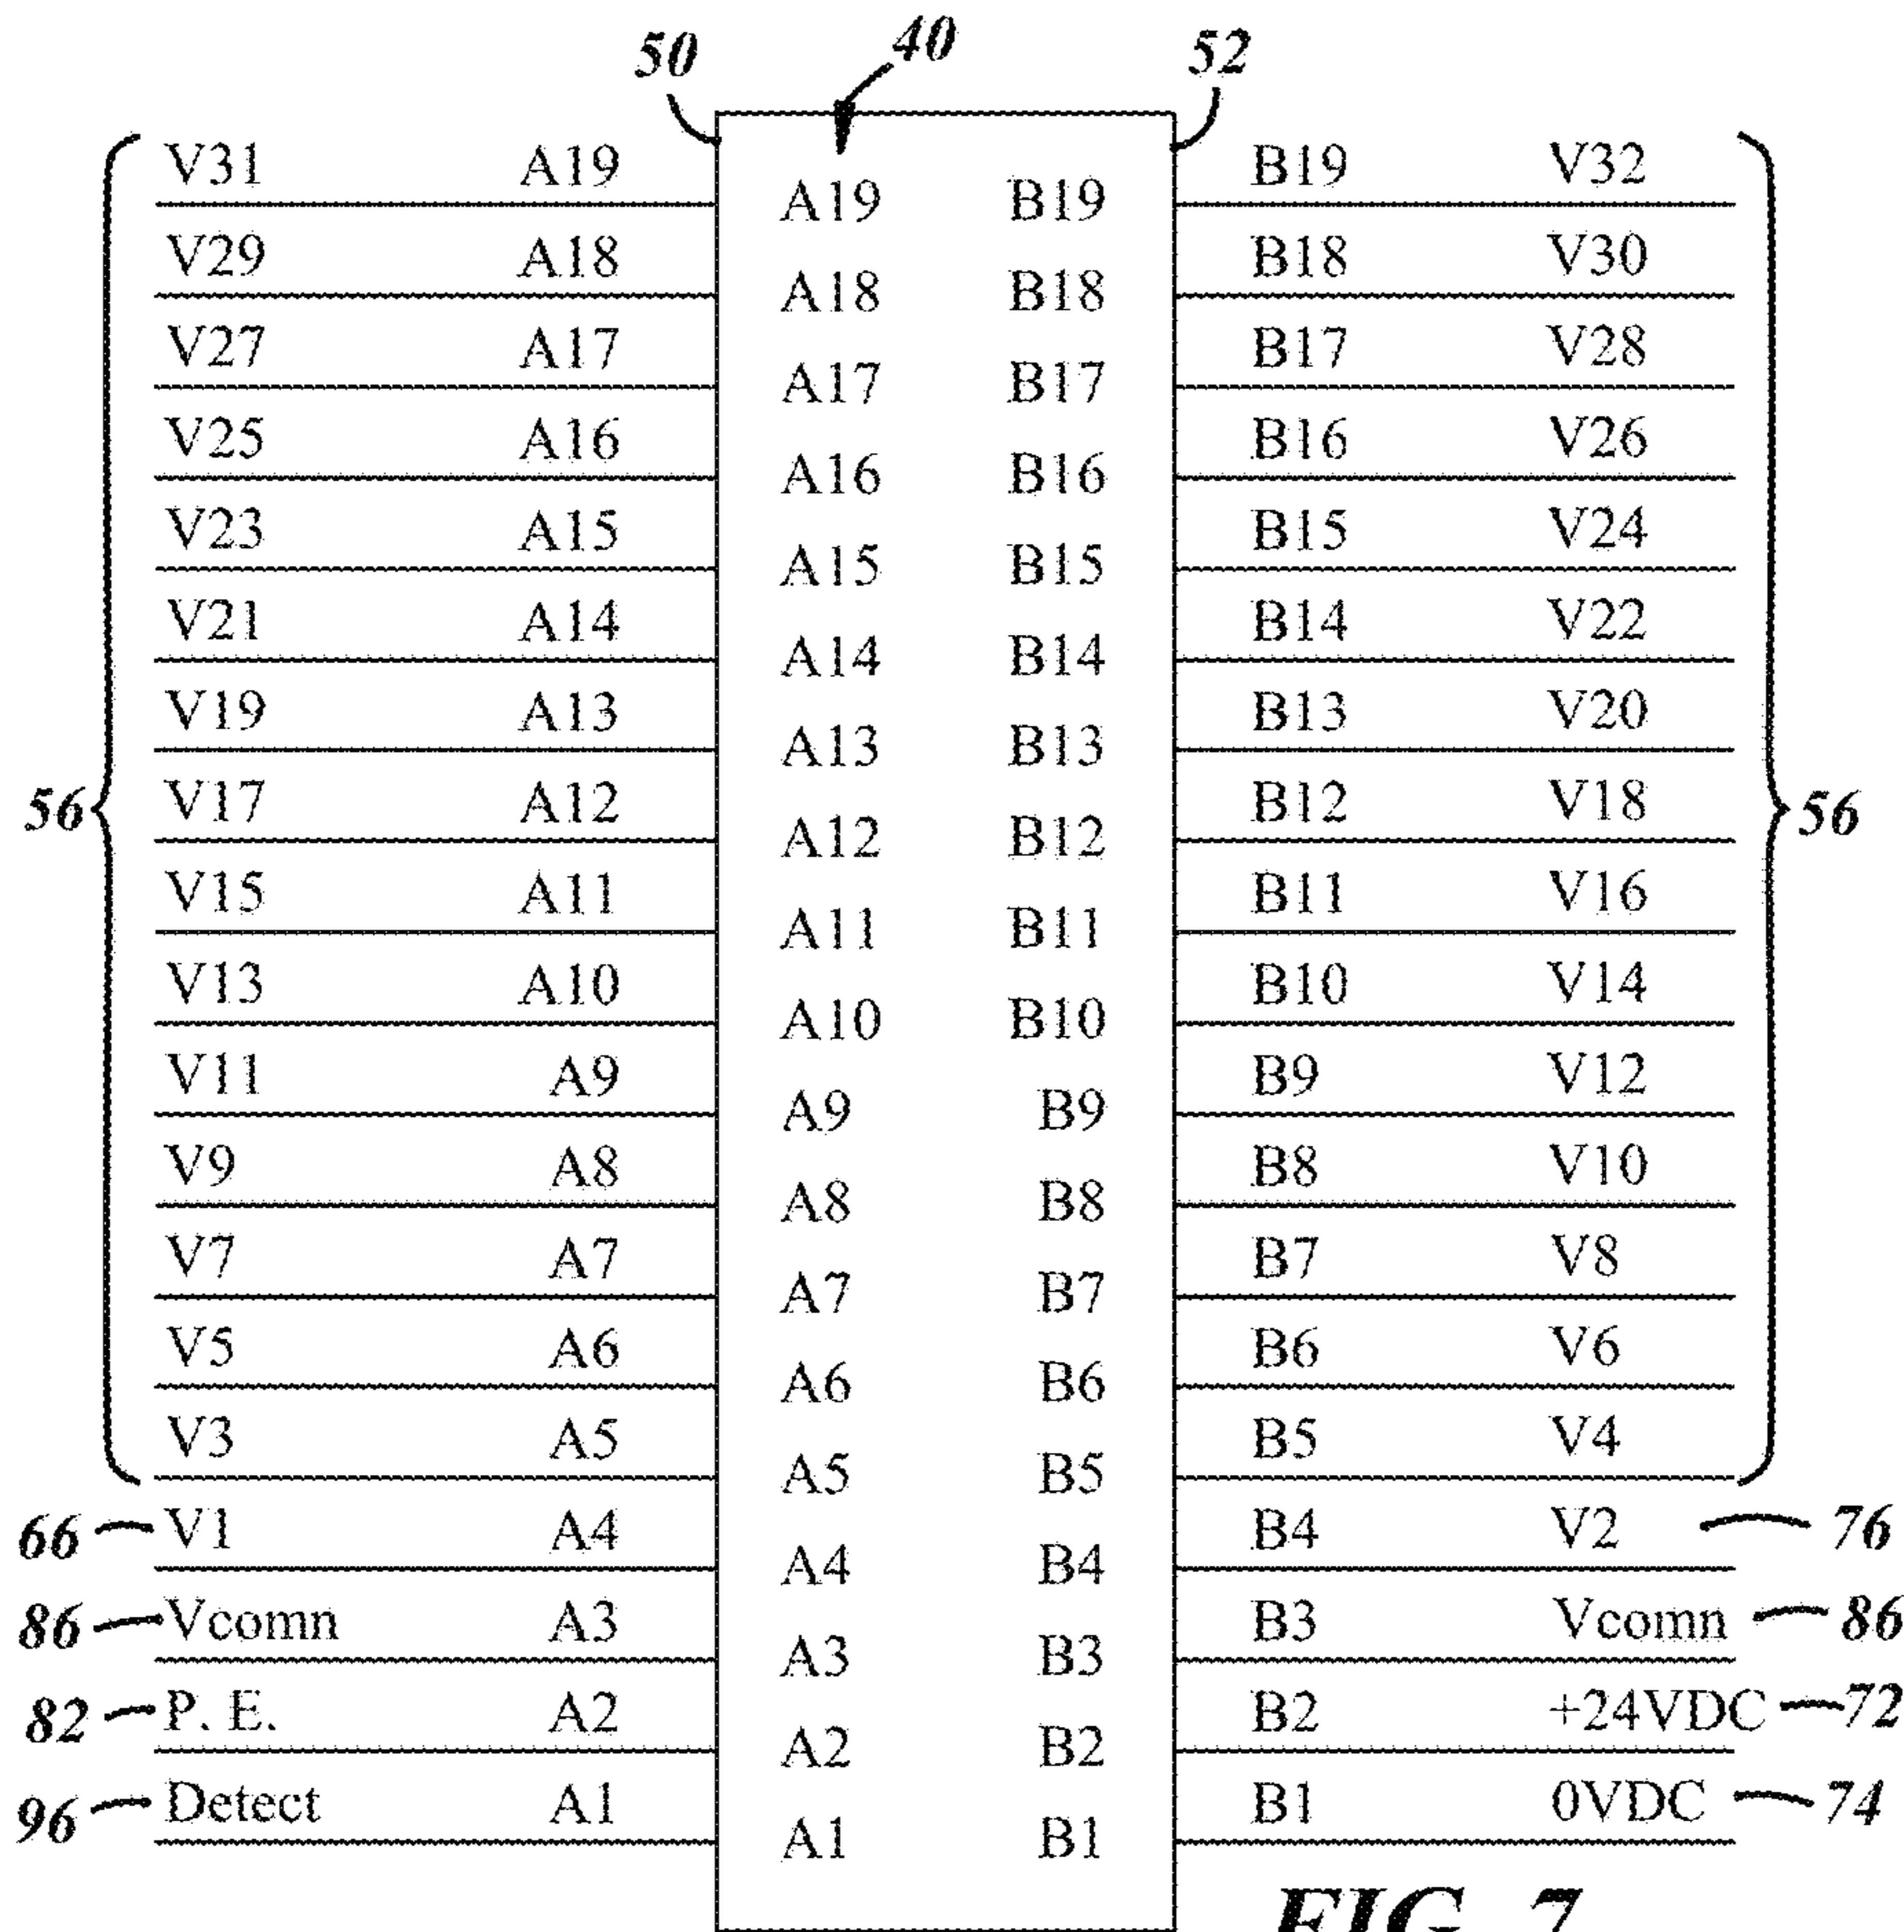 50 40 52
V31 A19 A19 B19 B19 V32
V29 A18 A18 B18 B18 V30
V27 A17 A17 B17 B17 V28
V25 A16 A16 B16 B16 V26
V23 A15 A15 B15 B15 V24
V21 A14 A14 B14 B14 V22
V19 A13 A13 B13 B13 V20
56 V17 A12 A12 B12 B12 V18 56
V15 A11 A11 B11 B11 V16
V13 A10 A10 B10 B10 V14
V11 A9 A9 B9 B9 V12
V9 A8 A8 B8 B8 V10
V7 A7 A7 B7 B7 V8
V5 A6 A6 B6 B6 V6
V3 A5 A5 B5 B5 V4
66 V1 A4 A4 B4 B4 V2 76
86 Vcomn A3 A3 B3 B3 Vcomn 86
82 P. E. A2 A2 B2 B2 +24VDC 72
96 Detect A1 A1 B1 B1 0VDC 74
FIG. 7